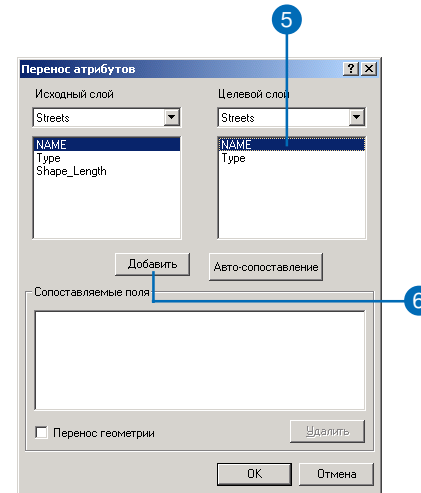 5
Перенос атрибутов
Исходный слой
Целевой слой
Streets
Streets
NAME
Type
Shape_Length
NAME
Type
Добавить
Авто-сопоставление
6
Сопоставляемые поля
Перенос геометрии
Удалить
OK
Отмена